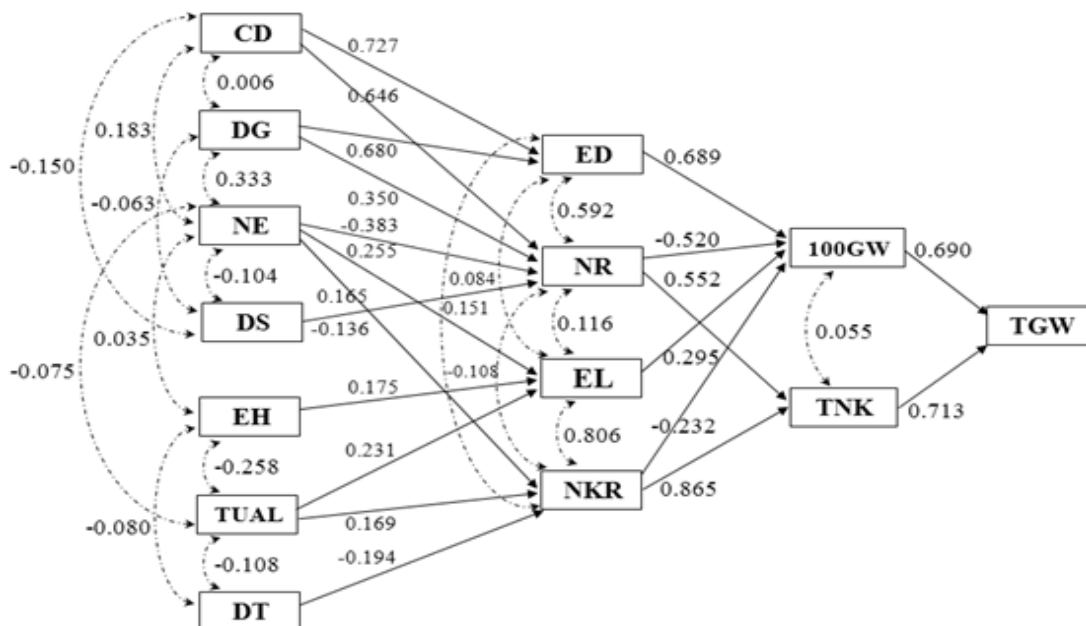 CD
0.727
0.006
0.646
0.183
DG
ED
0.680
0.689
-0.150
0.333
0.350
-0.063
0.592
NE
-0.383
-0.520
100GW
0.690
0.255
NR
-0.104
0.084
0.552
0.165
-0.151
DS
-0.136
0.116
0.055
TGW
0.035
0.295
-0.075
-0.108
EL
0.175
EH
TNK
0.231
0.806
-0.232
0.713
-0.258
NKR
0.865
TUAL
-0.080
0.169
-0.194
-0.108
DT